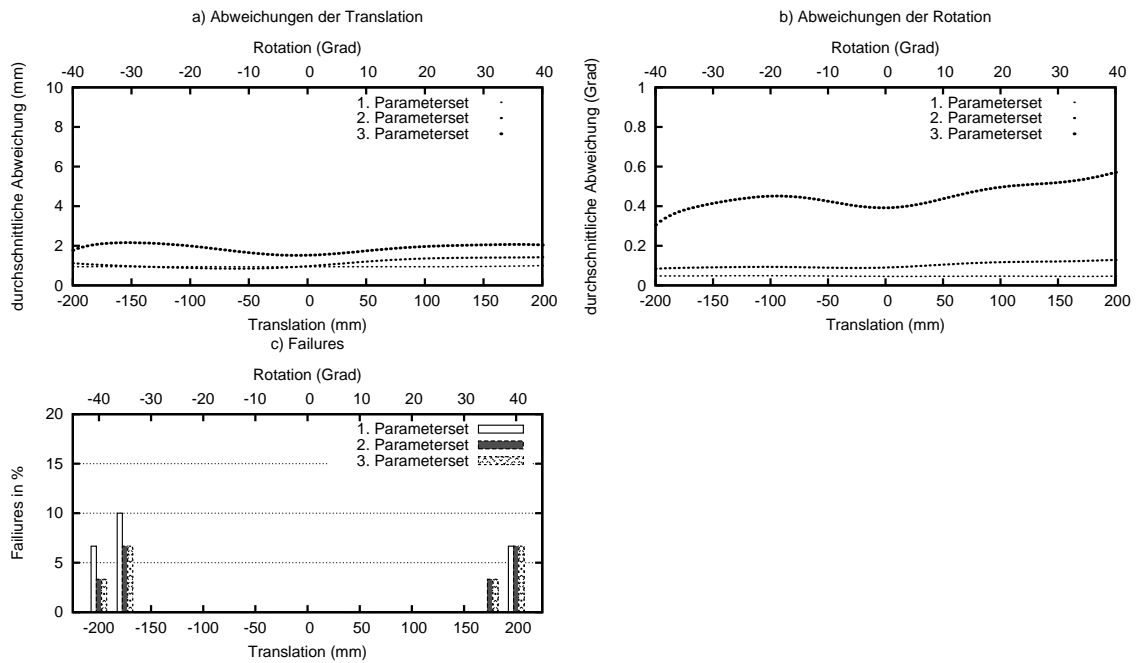 a) Abweichungen der Translation
Rotation (Grad)
-40 -30 -20 -10 0 10 20 30 40
durchschnittliche Abweichung (mm)
10
8
6
4
2
0
1. Parameterset
2. Parameterset
3. Parameterset
-200 -150 -100 -50 0 50 100 150 200
Translation (mm)
b) Abweichungen der Rotation
Rotation (Grad)
-40 -30 -20 -10 0 10 20 30 40
durchschnittliche Abweichung (Grad)
1
0.8
0.6
0.4
0.2
0
1. Parameterset
2. Parameterset
3. Parameterset
-200 -150 -100 -50 0 50 100 150 200
Translation (mm)
c) Failures
Rotation (Grad)
-40 -30 -20 -10 0 10 20 30 40
Failiures in %
20
15
10
5
0
1. Parameterset
2. Parameterset
3. Parameterset
-200 -150 -100 -50 0 50 100 150 200
Translation (mm)